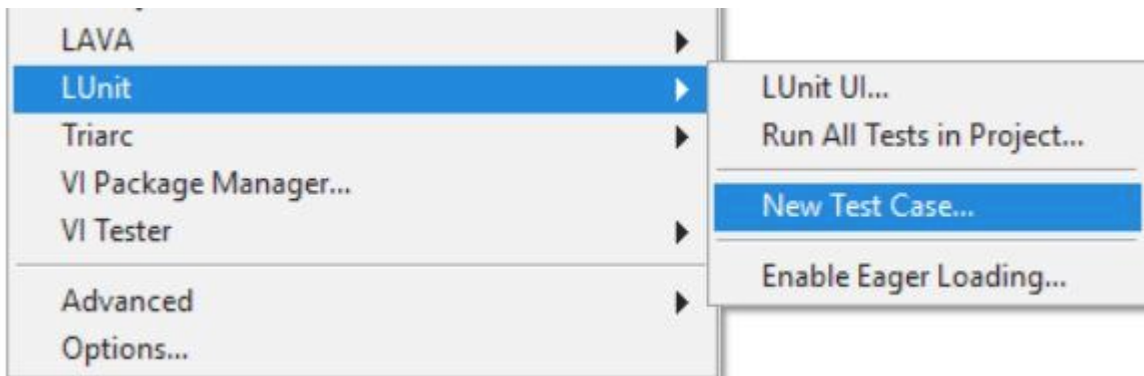 LAVA
LUnit
Triarc
VI Package Manager...
VI Tester
Advanced
Options...
LUnit UI...
Run All Tests in Project...
New Test Case...
Enable Eager Loading...